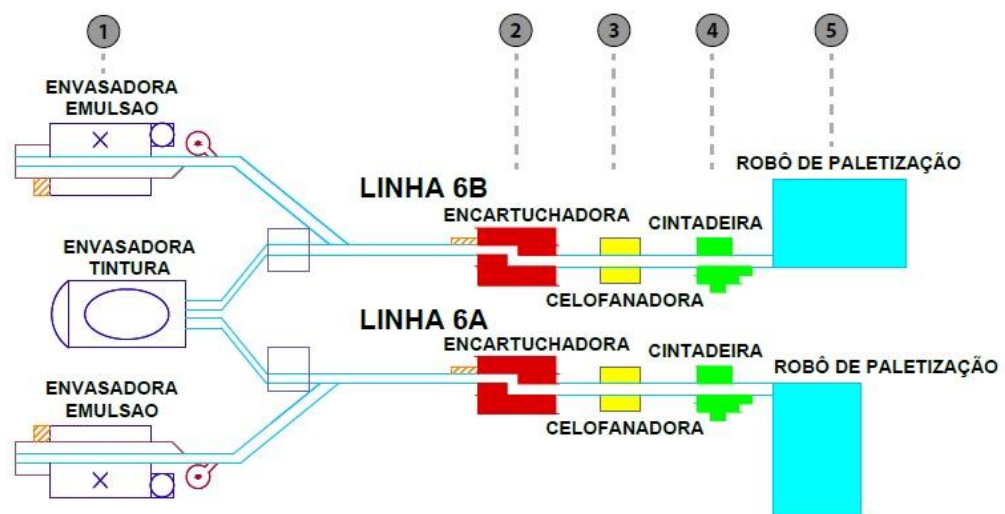 1
2
3
4
5
ENVASADORA
EMULSAO
ROBÔ DE PALETIZAÇÃO
LINHA 6B
ENCARTUCHADORA
CINTADEIRA
ENVASADORA
TINTURA
CELOFANADORA
LINHA 6A
ENCARTUCHADORA
CINTADEIRA
ROBÔ DE PALETIZAÇÃO
ENVASADORA
EMULSAO
CELOFANADORA